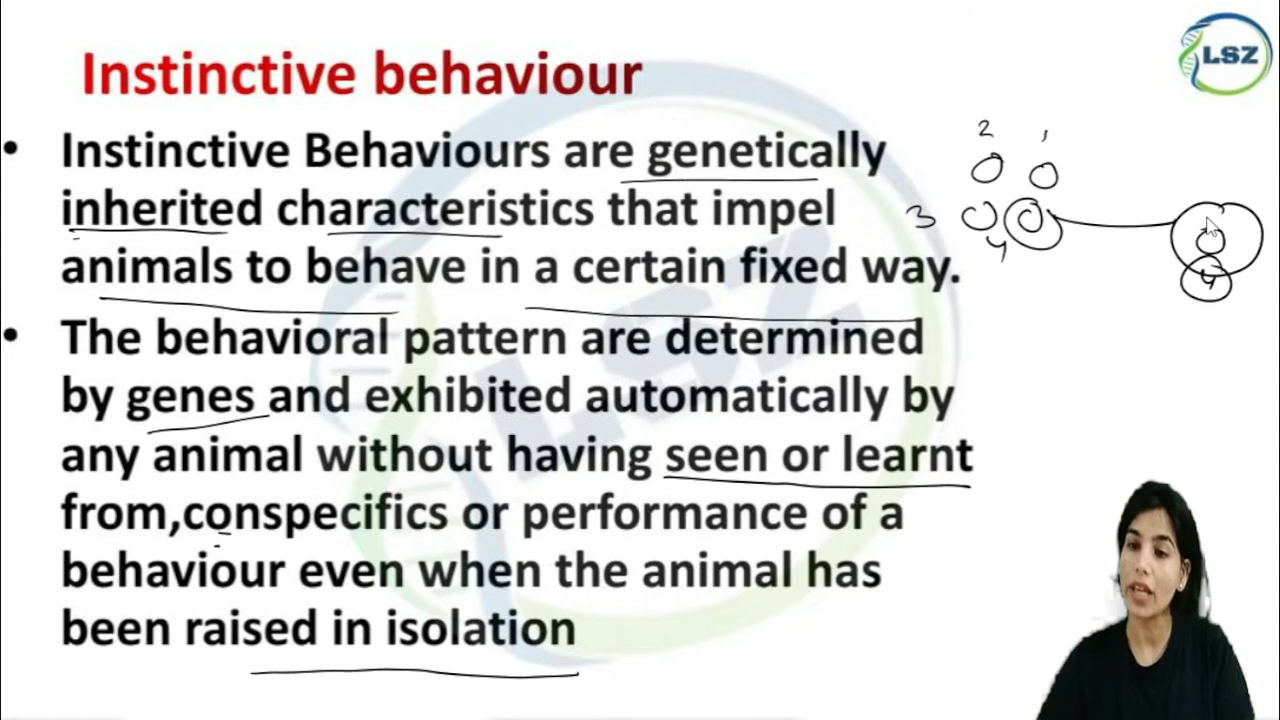 LSZ
Instinctive behaviour
• Instinctive Behaviours are genetically
inherited characteristics that impel
animals to behave in a certain fixed way.
• The behavioral pattern are determined
by genes and exhibited automatically by
any animal without having seen or learnt
from,conspecifics or performance of a
behaviour even when the animal has
been raised in isolation
2 1
3
4
4
LSZ